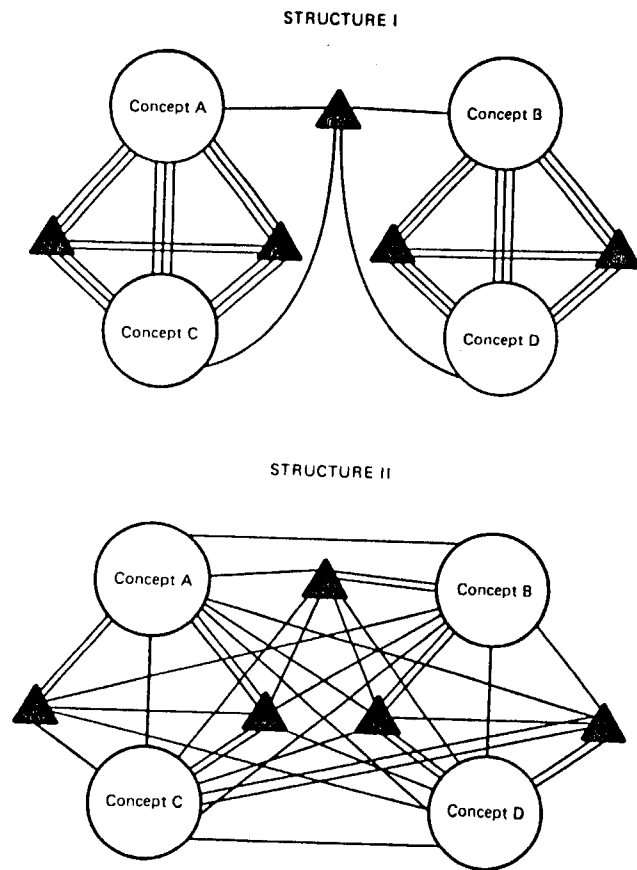 STRUCTURE I
Concept A
Concept B
Concept C
Concept D
STRUCTURE II
Concept A
Concept B
Concept C
Concept D